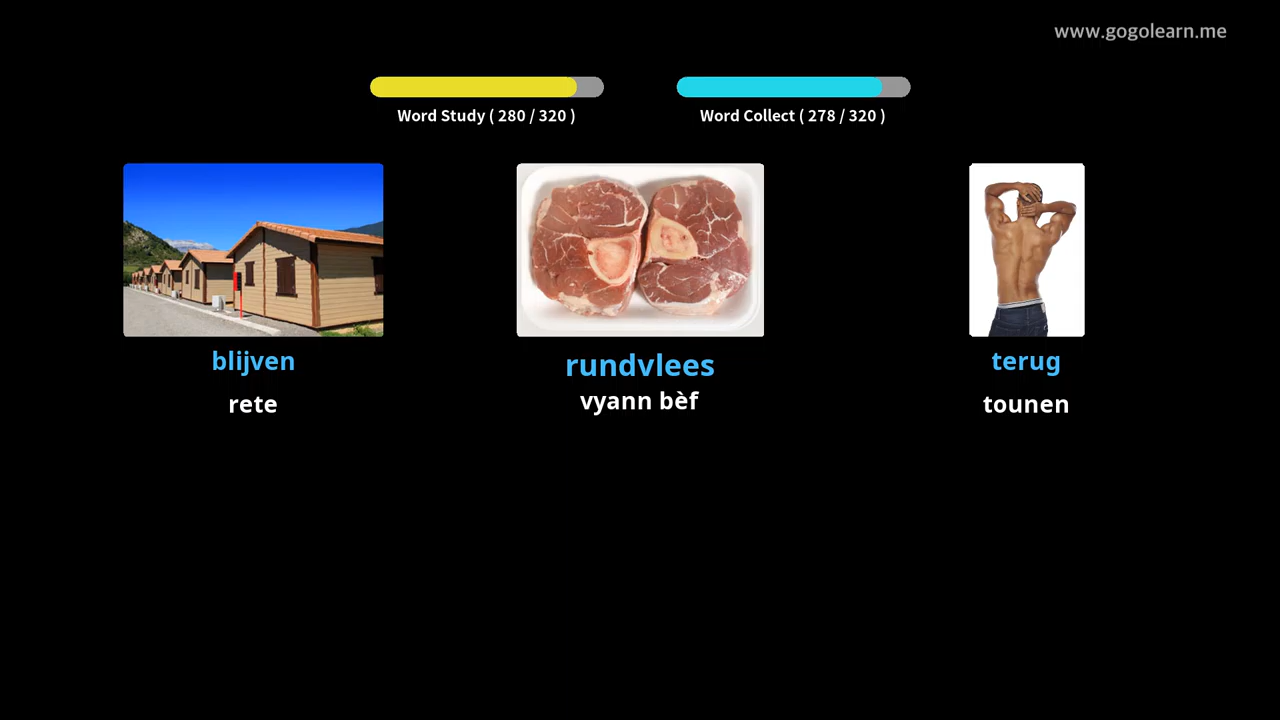 www.gogolearn.me
Word Study ( 280 / 320 )
Word Collect ( 278 / 320 )
blijven
rete
rundvlees
vyann bèf
terug
tounen